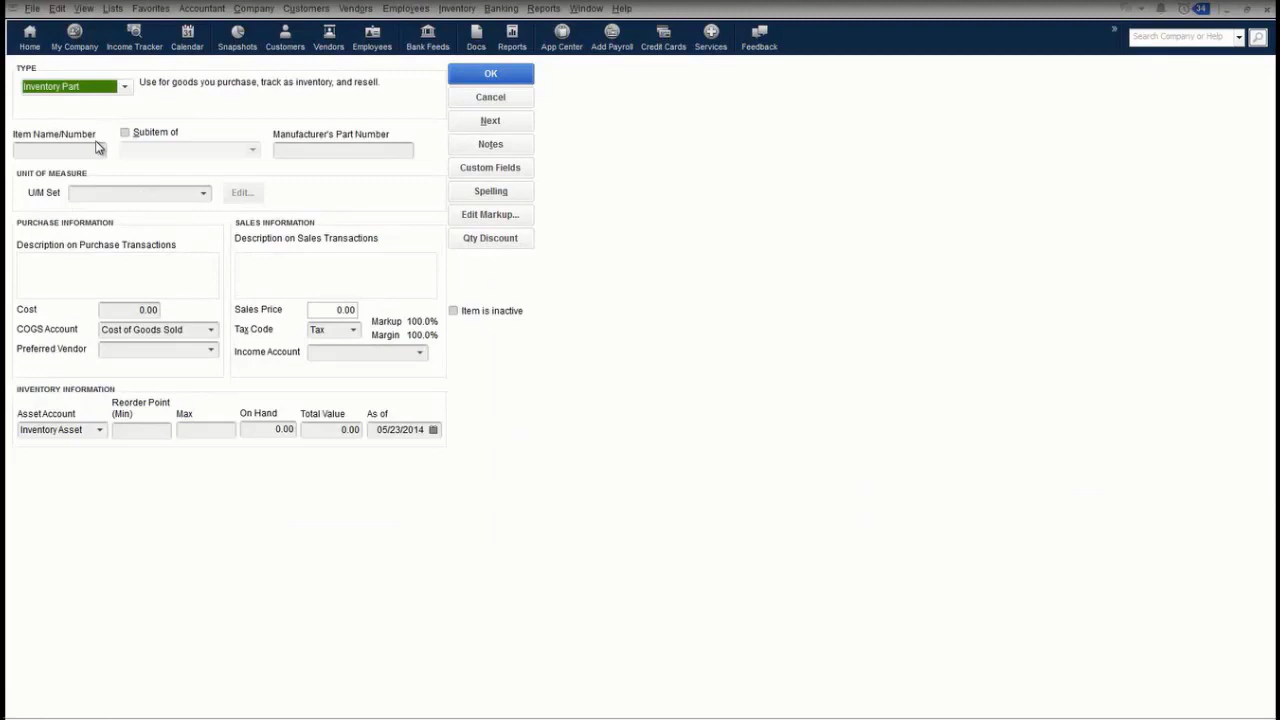 File Edit View Lists Favorites Accountant Company Customers Vendors Employees Inventory Banking Reports Window Help 34
Home My Company Income Tracker Calendar Snapshots Customers Vendors Employees Bank Feeds Docs Reports App Center Add Payroll Credit Cards Services Feedback » Search Company or Help
TYPE
Inventory Part Use for goods you purchase, track as inventory, and resell.
OK
Cancel
Next
Notes
Custom Fields
Spelling
Edit Markup...
Qty Discount
Item Name/Number Subitem of Manufacturer's Part Number
UNIT OF MEASURE
U/M Set Edit...
PURCHASE INFORMATION
Description on Purchase Transactions
Cost 0.00
COGS Account Cost of Goods Sold
Preferred Vendor
SALES INFORMATION
Description on Sales Transactions
Sales Price 0.00
Tax Code Tax
Markup 100.0%
Margin 100.0%
Income Account
Item is inactive
INVENTORY INFORMATION
Asset Account Reorder Point (Min) Max On Hand Total Value As of
Inventory Asset 0.00 0.00 05/23/2014